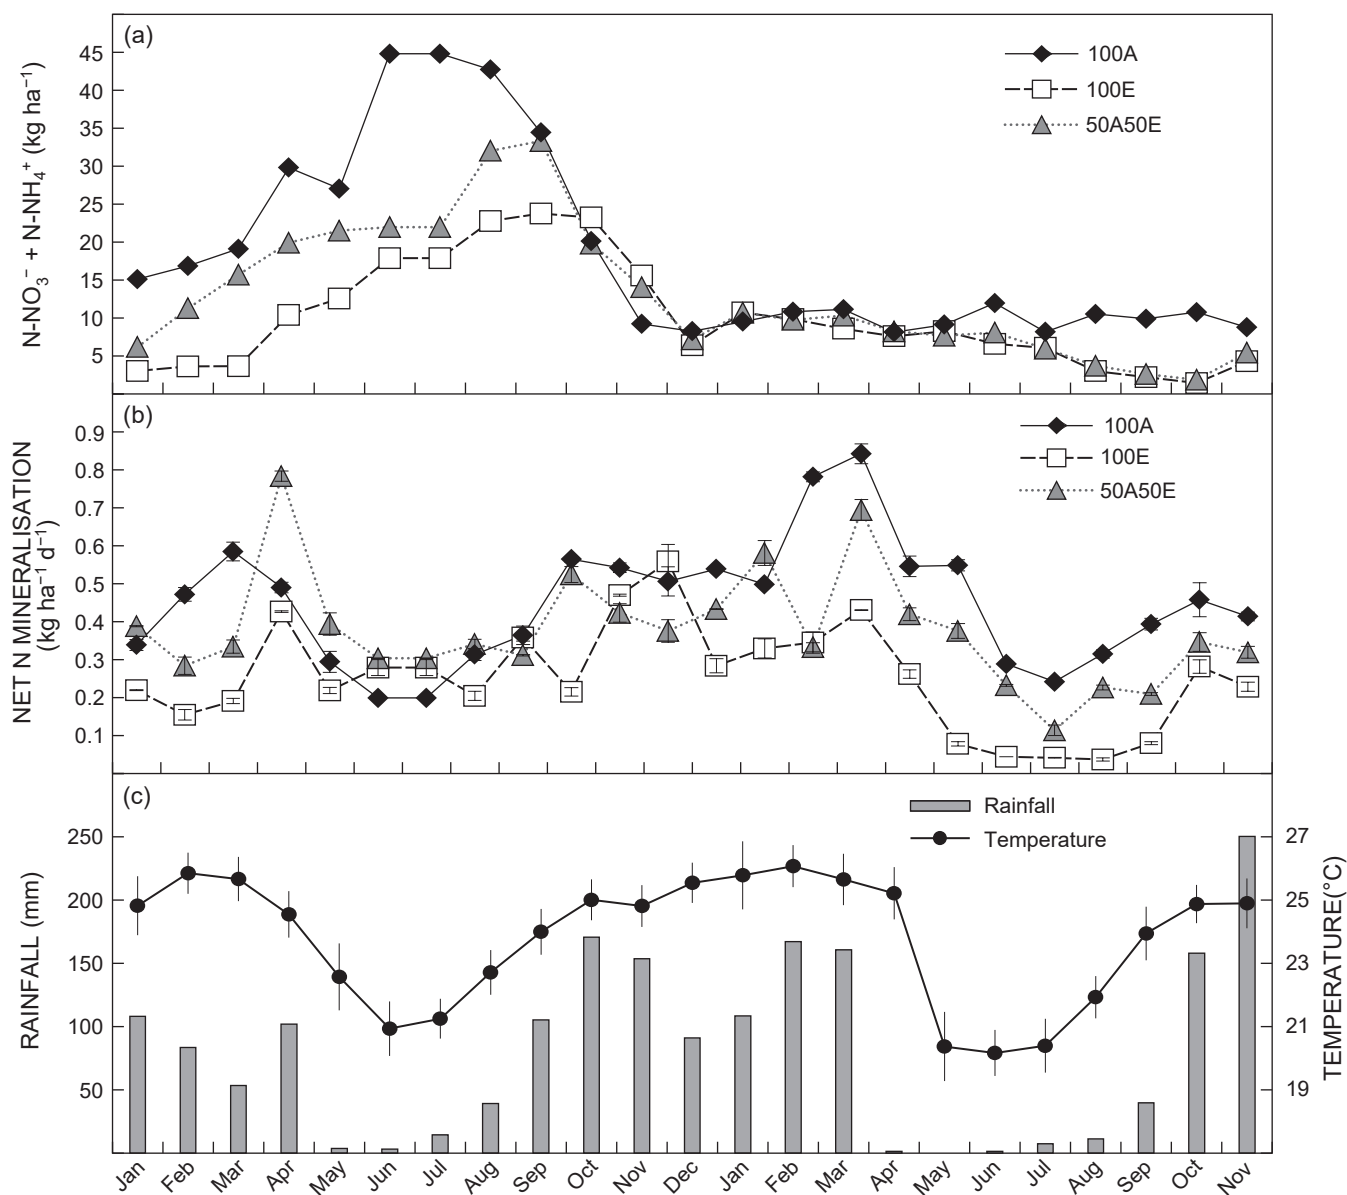 (a)
N-NO₃⁻ + N-NH₄⁺ (kg ha⁻¹)
45
40
35
30
25
20
15
10
5
100A
100E
50A50E
(b)
NET N MINERALISATION
(kg ha⁻¹ d⁻¹)
0.9
0.8
0.7
0.6
0.5
0.4
0.3
0.2
0.1
100A
100E
50A50E
(c)
RAINFALL (mm)
250
200
150
100
50
Rainfall
Temperature
27
25
23
21
19
TEMPERATURE(°C)
Jan Feb Mar Apr May Jun Jul Aug Sep Oct Nov Dec Jan Feb Mar Apr May Jun Jul Aug Sep Oct Nov